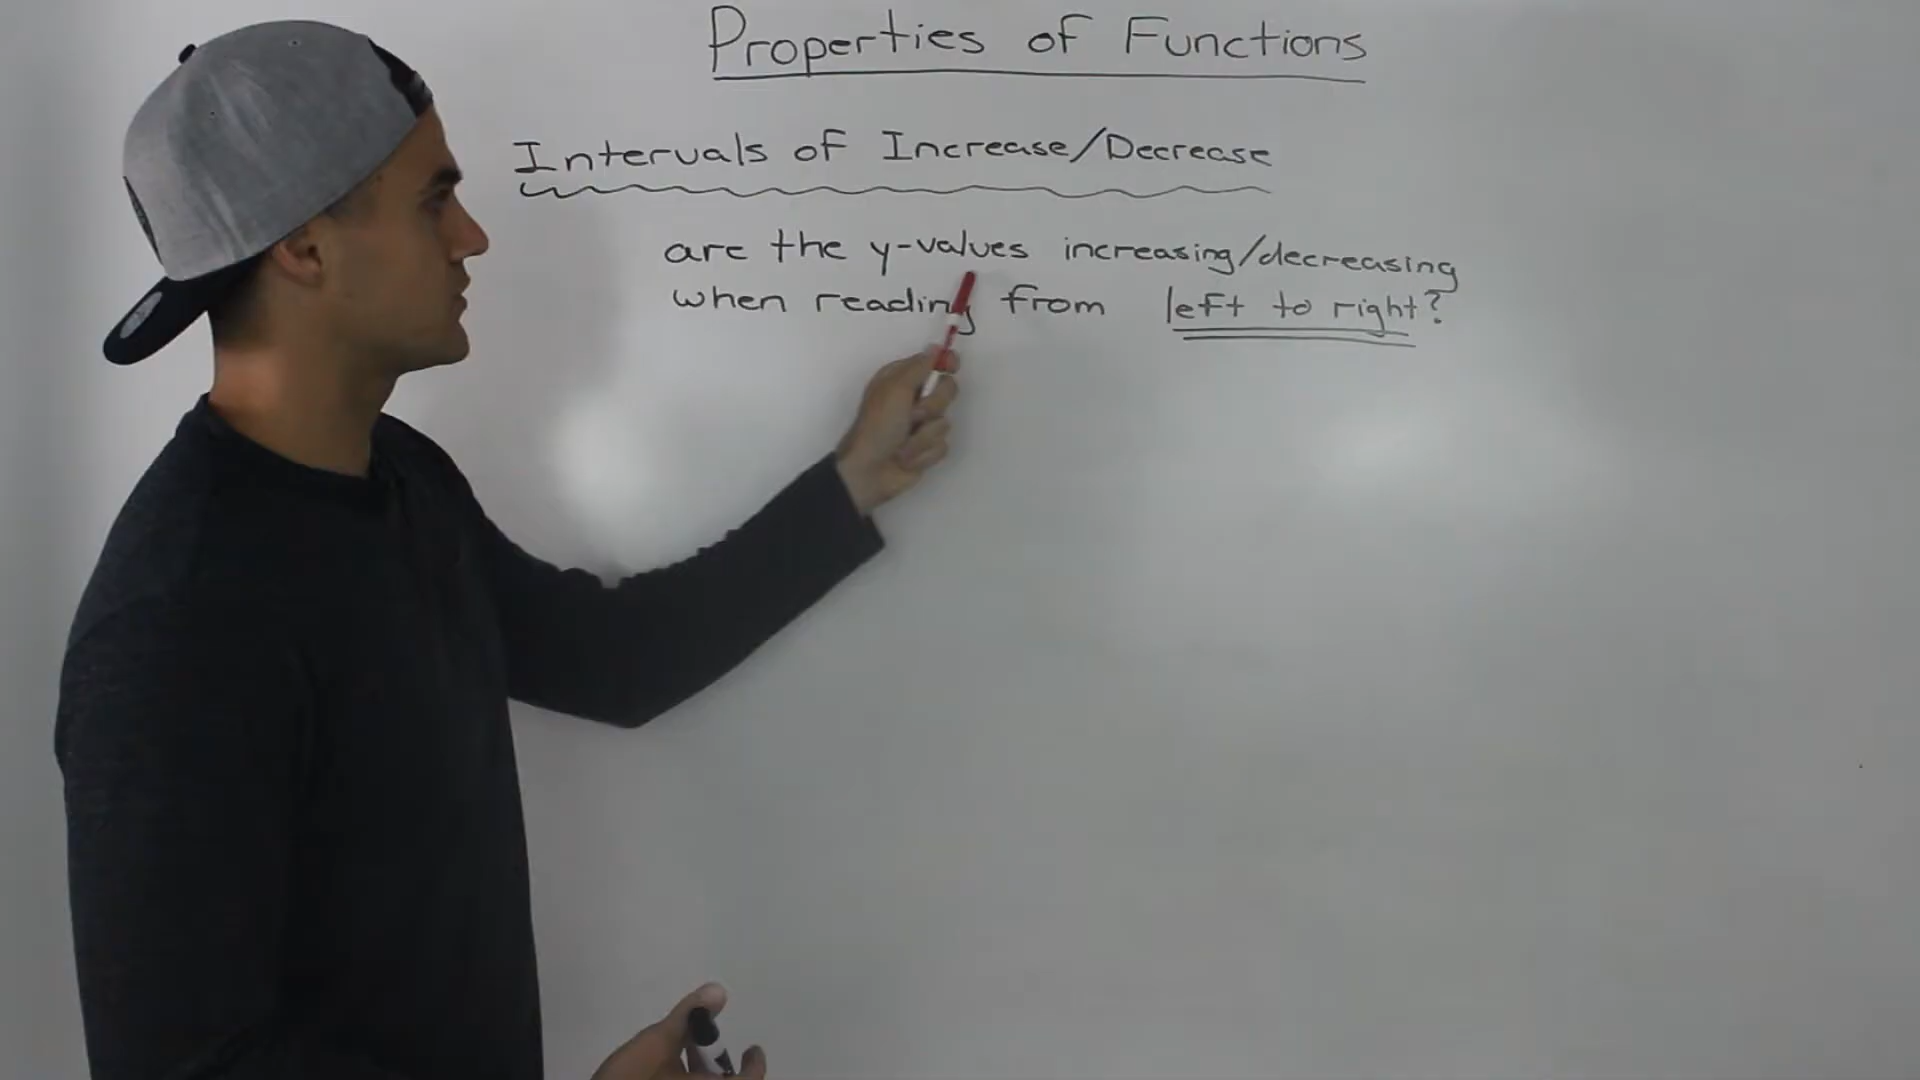 Properties of Functions
Intervals of Increase/Decrease
are the y-values increasing/decreasing
when reading from left to right?